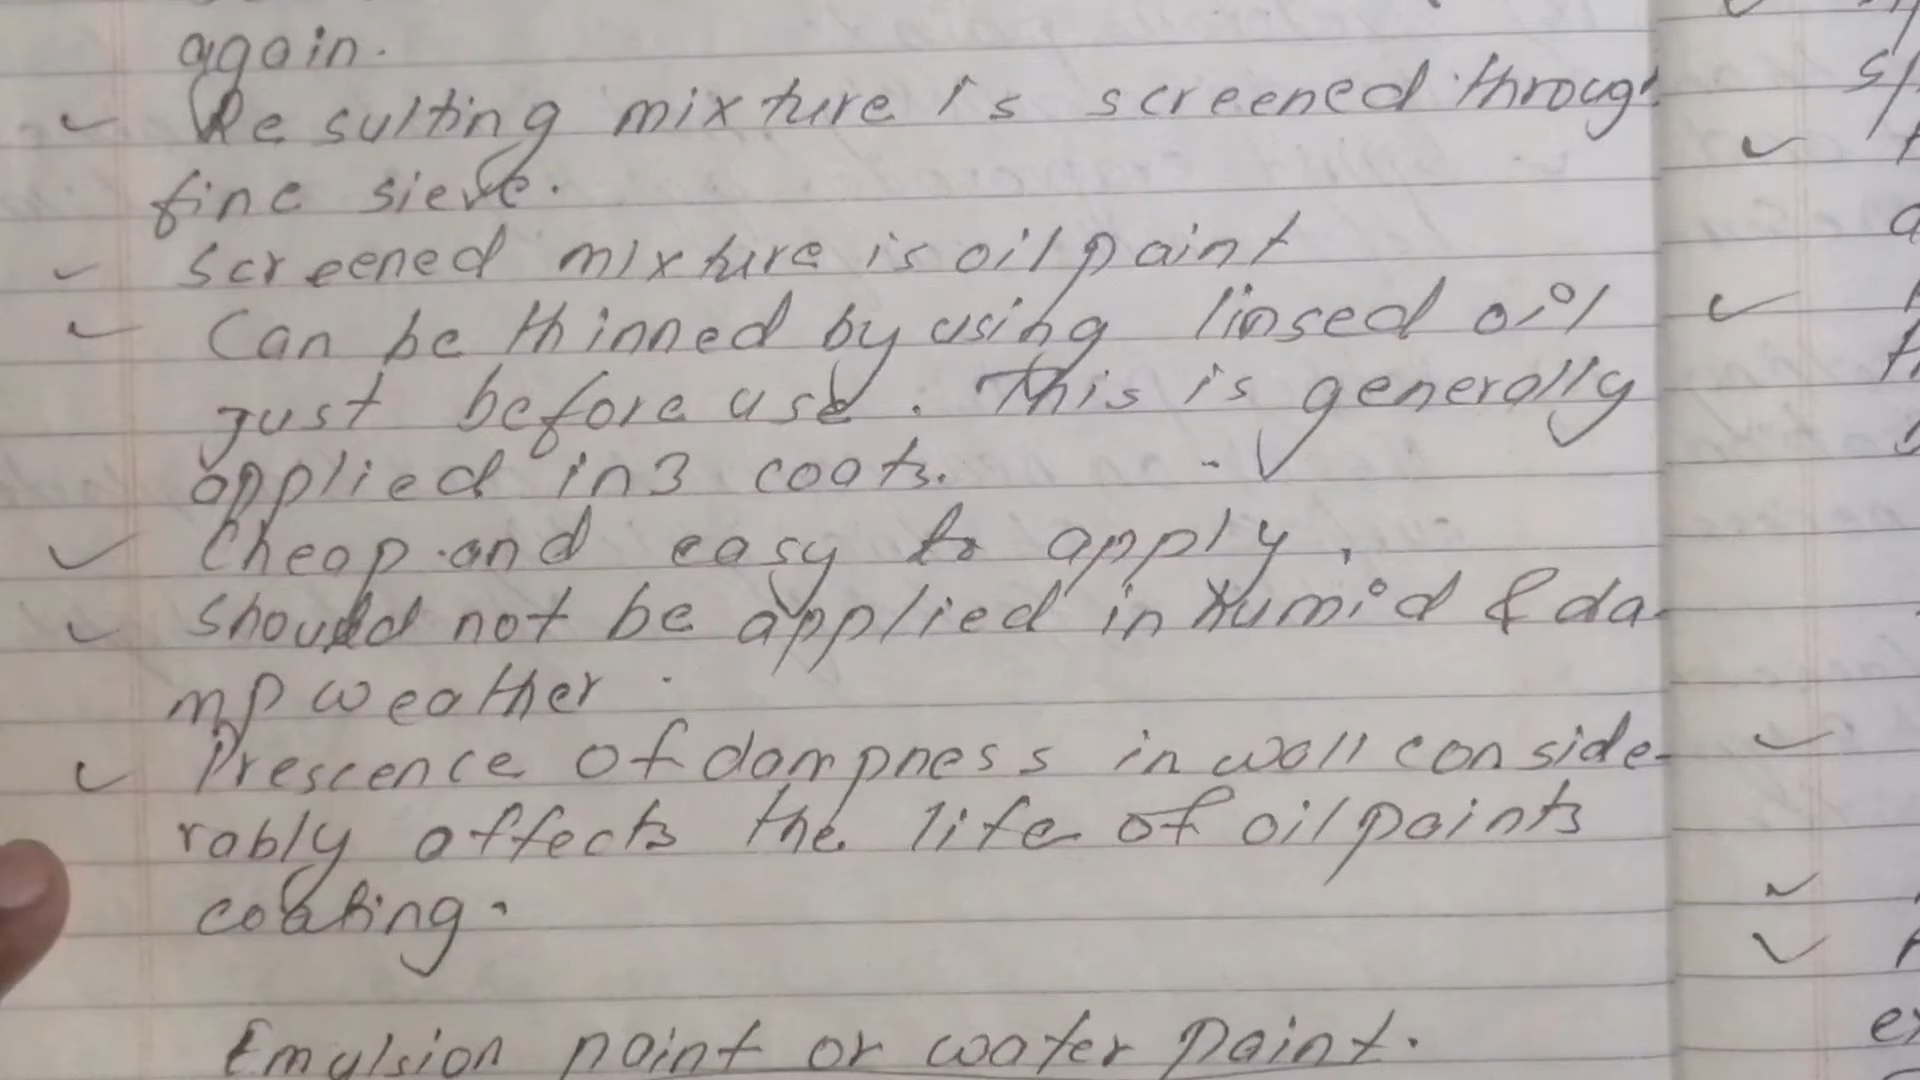 again.
Resulting mixture is screened through
fine sieve.
Screened mixture is oil paint
Can be thinned by using linsed oil
just before use. This is generally
applied in 3 coats.
Cheap and easy to apply.
Should not be applied in Humid & da-
mp weather.
Prescence of dampness in wall conside-
rably affects the life of oil paints
coating.
Emulsion paint or water paint.